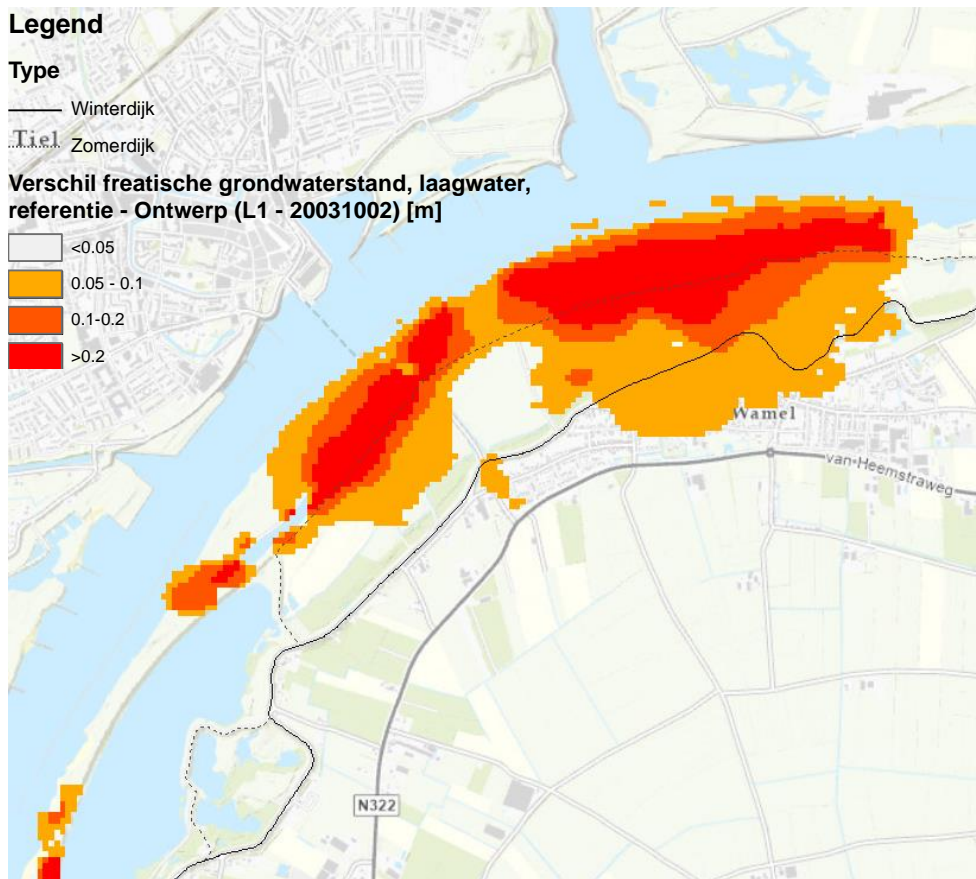 Legend
Type
Winterdijk
Tiel
Zomerdijk
Verschil freatische grondwaterstand, laagwater,
referentie - Ontwerp (L1 - 20031002) [m]
<0.05
0.05 - 0.1
0.1-0.2
>0.2
Wamel
van Heemstraweg
N322